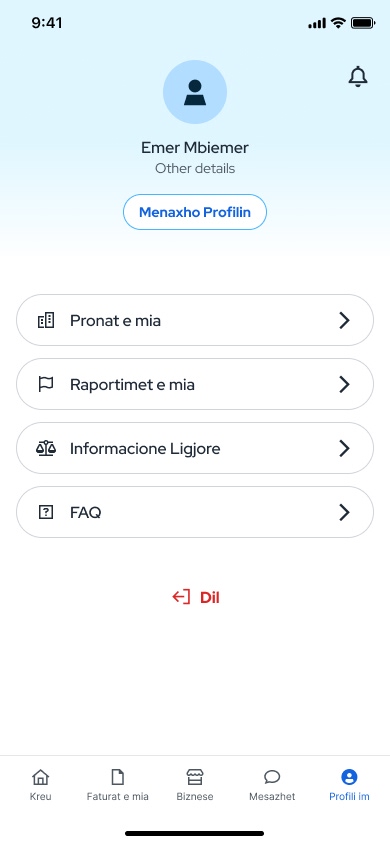 9:41
Emer Mbiemer
Other details
Menaxho Profilin
Pronat e mia
Raportimet e mia
Informacione Ligjore
FAQ
Dil
Kreu
Faturat e mia
Biznese
Mesazhet
Profili im